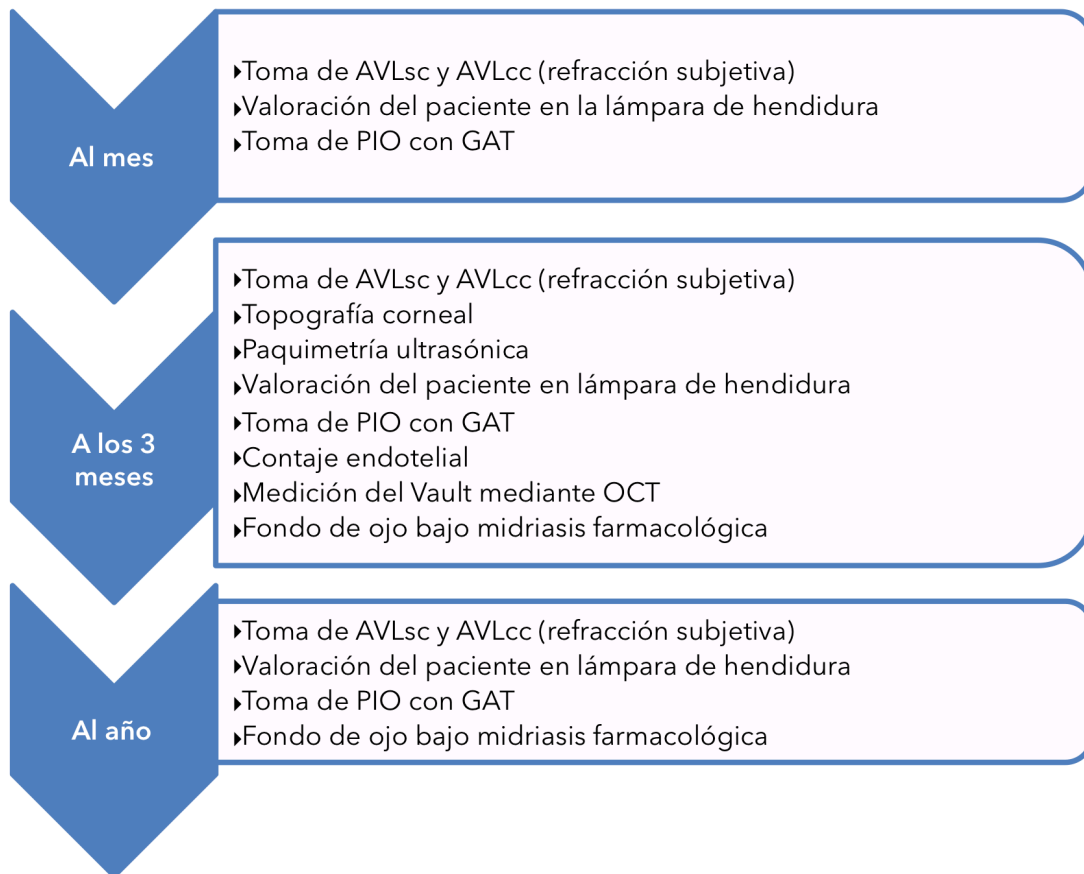 Al mes
▸Toma de AVLsc y AVLcc (refracción subjetiva)
▸Valoración del paciente en la lámpara de hendidura
▸Toma de PIO con GAT
A los 3
meses
▸Toma de AVLsc y AVLcc (refracción subjetiva)
▸Topografía corneal
▸Paquimetría ultrasónica
▸Valoración del paciente en lámpara de hendidura
▸Toma de PIO con GAT
▸Contaje endotelial
▸Medición del Vault mediante OCT
▸Fondo de ojo bajo midriasis farmacológica
Al año
▸Toma de AVLsc y AVLcc (refracción subjetiva)
▸Valoración del paciente en lámpara de hendidura
▸Toma de PIO con GAT
▸Fondo de ojo bajo midriasis farmacológica